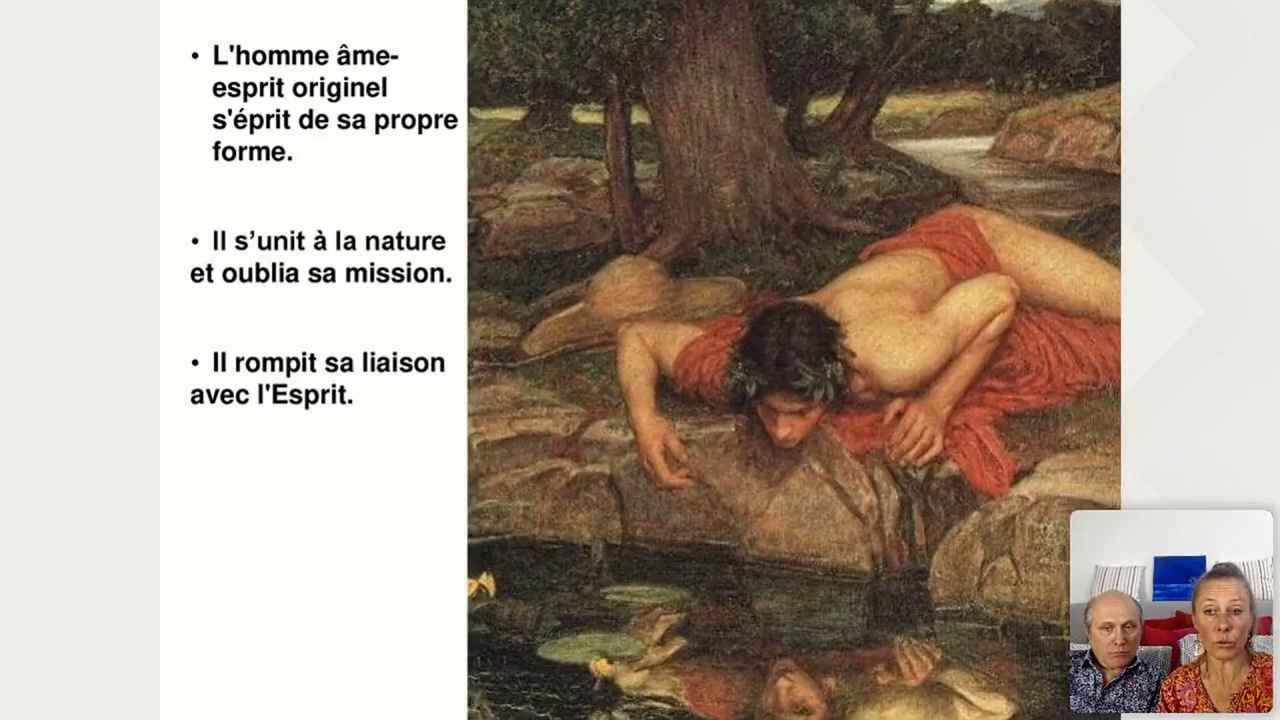 • L'homme âme-
esprit originel
s'éprit de sa propre
forme.
• Il s’unit à la nature
et oublia sa mission.
• Il rompit sa liaison
avec l'Esprit.